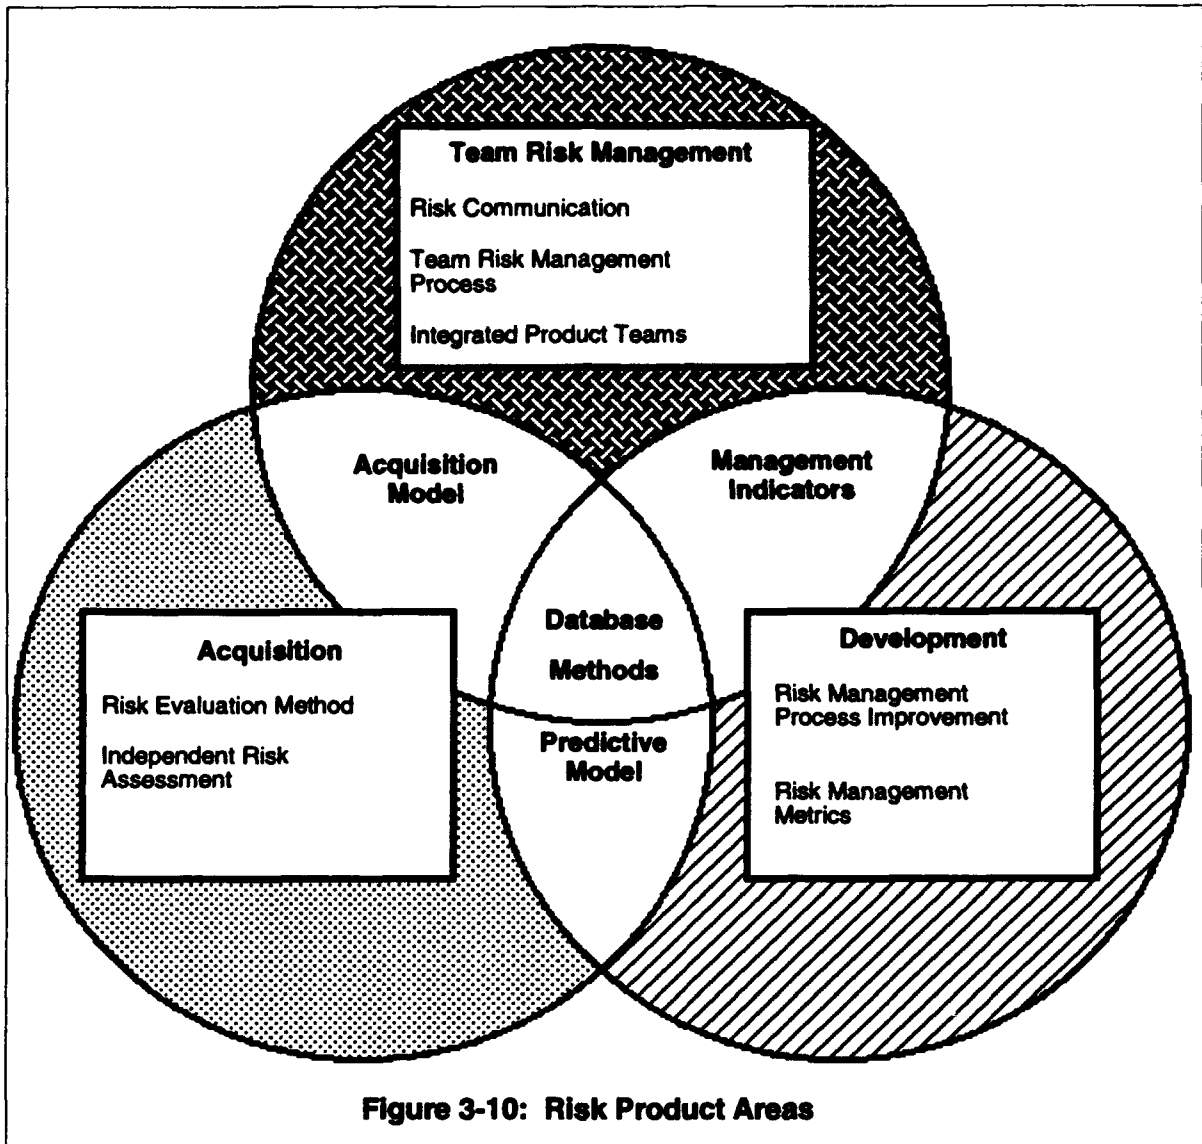 Team Risk Management
Risk Communication
Team Risk Management
Process
Integrated Product Teams
Acquisition
Model
Management
Indicators
Database
Methods
Predictive
Model
Acquisition
Risk Evaluation Method
Independent Risk
Assessment
Development
Risk Management
Process Improvement
Risk Management
Metrics
Figure 3-10: Risk Product Areas